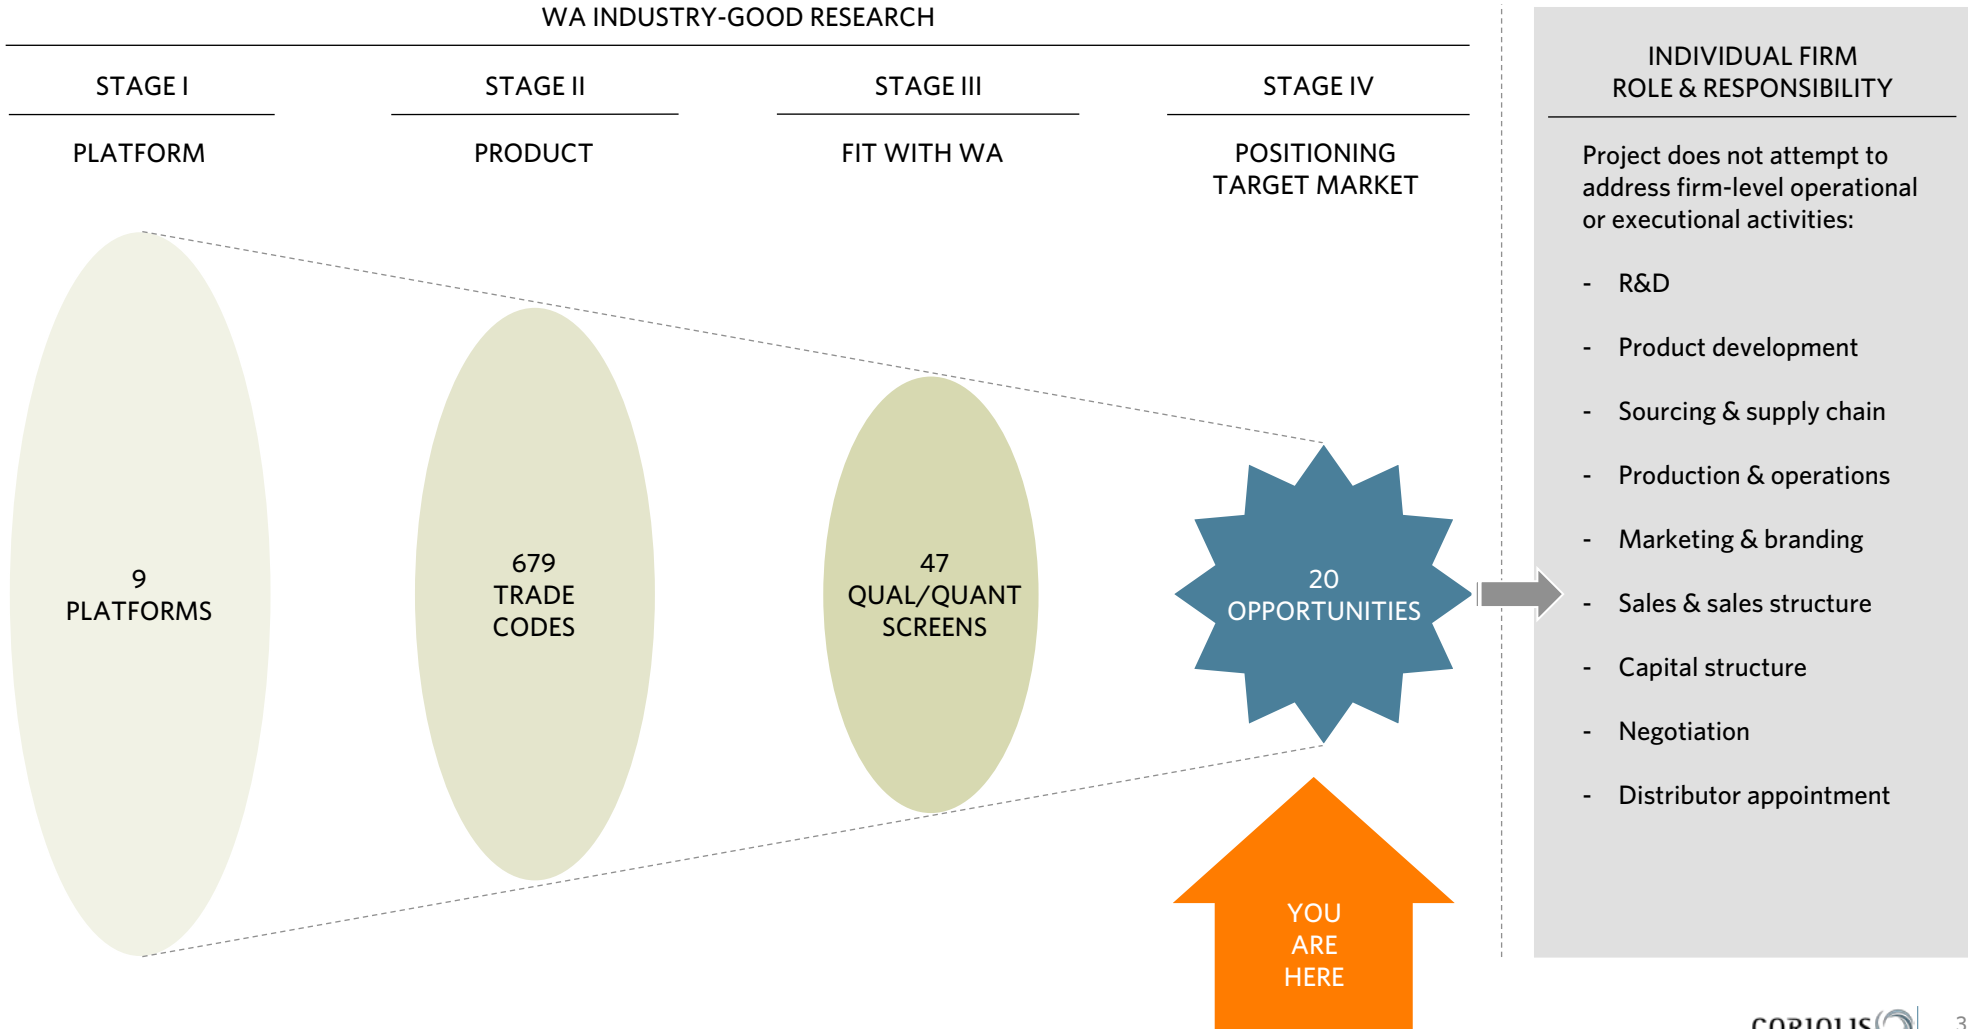 WA INDUSTRY-GOOD RESEARCH
STAGE I
PLATFORM
9
PLATFORMS
STAGE II
PRODUCT
679
TRADE
CODES
STAGE III
FIT WITH WA
47
QUAL/QUANT
SCREENS
STAGE IV
POSITIONING
TARGET MARKET
20
OPPORTUNITIES
YOU
ARE
HERE
INDIVIDUAL FIRM
ROLE & RESPONSIBILITY
Project does not attempt to
address firm-level operational
or executional activities:
- R&D
- Product development
- Sourcing & supply chain
- Production & operations
- Marketing & branding
- Sales & sales structure
- Capital structure
- Negotiation
- Distributor appointment
CORIOLIS
3